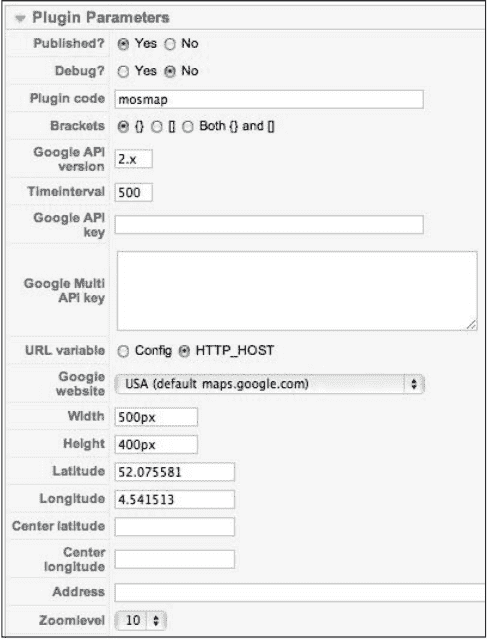 Plugin Parameters
Published? Yes No
Debug? Yes No
Plugin code mosmap
Brackets {} [] Both {} and []
Google API
version 2.x
Timeinterval 500
Google API
key
Google Multi
API key
URL variable Config HTTP_HOST
Google
website USA (default maps.google.com)
Width 500px
Height 400px
Latitude 52.075581
Longitude 4.541513
Center latitude
Center
longitude
Address
Zoomlevel 10